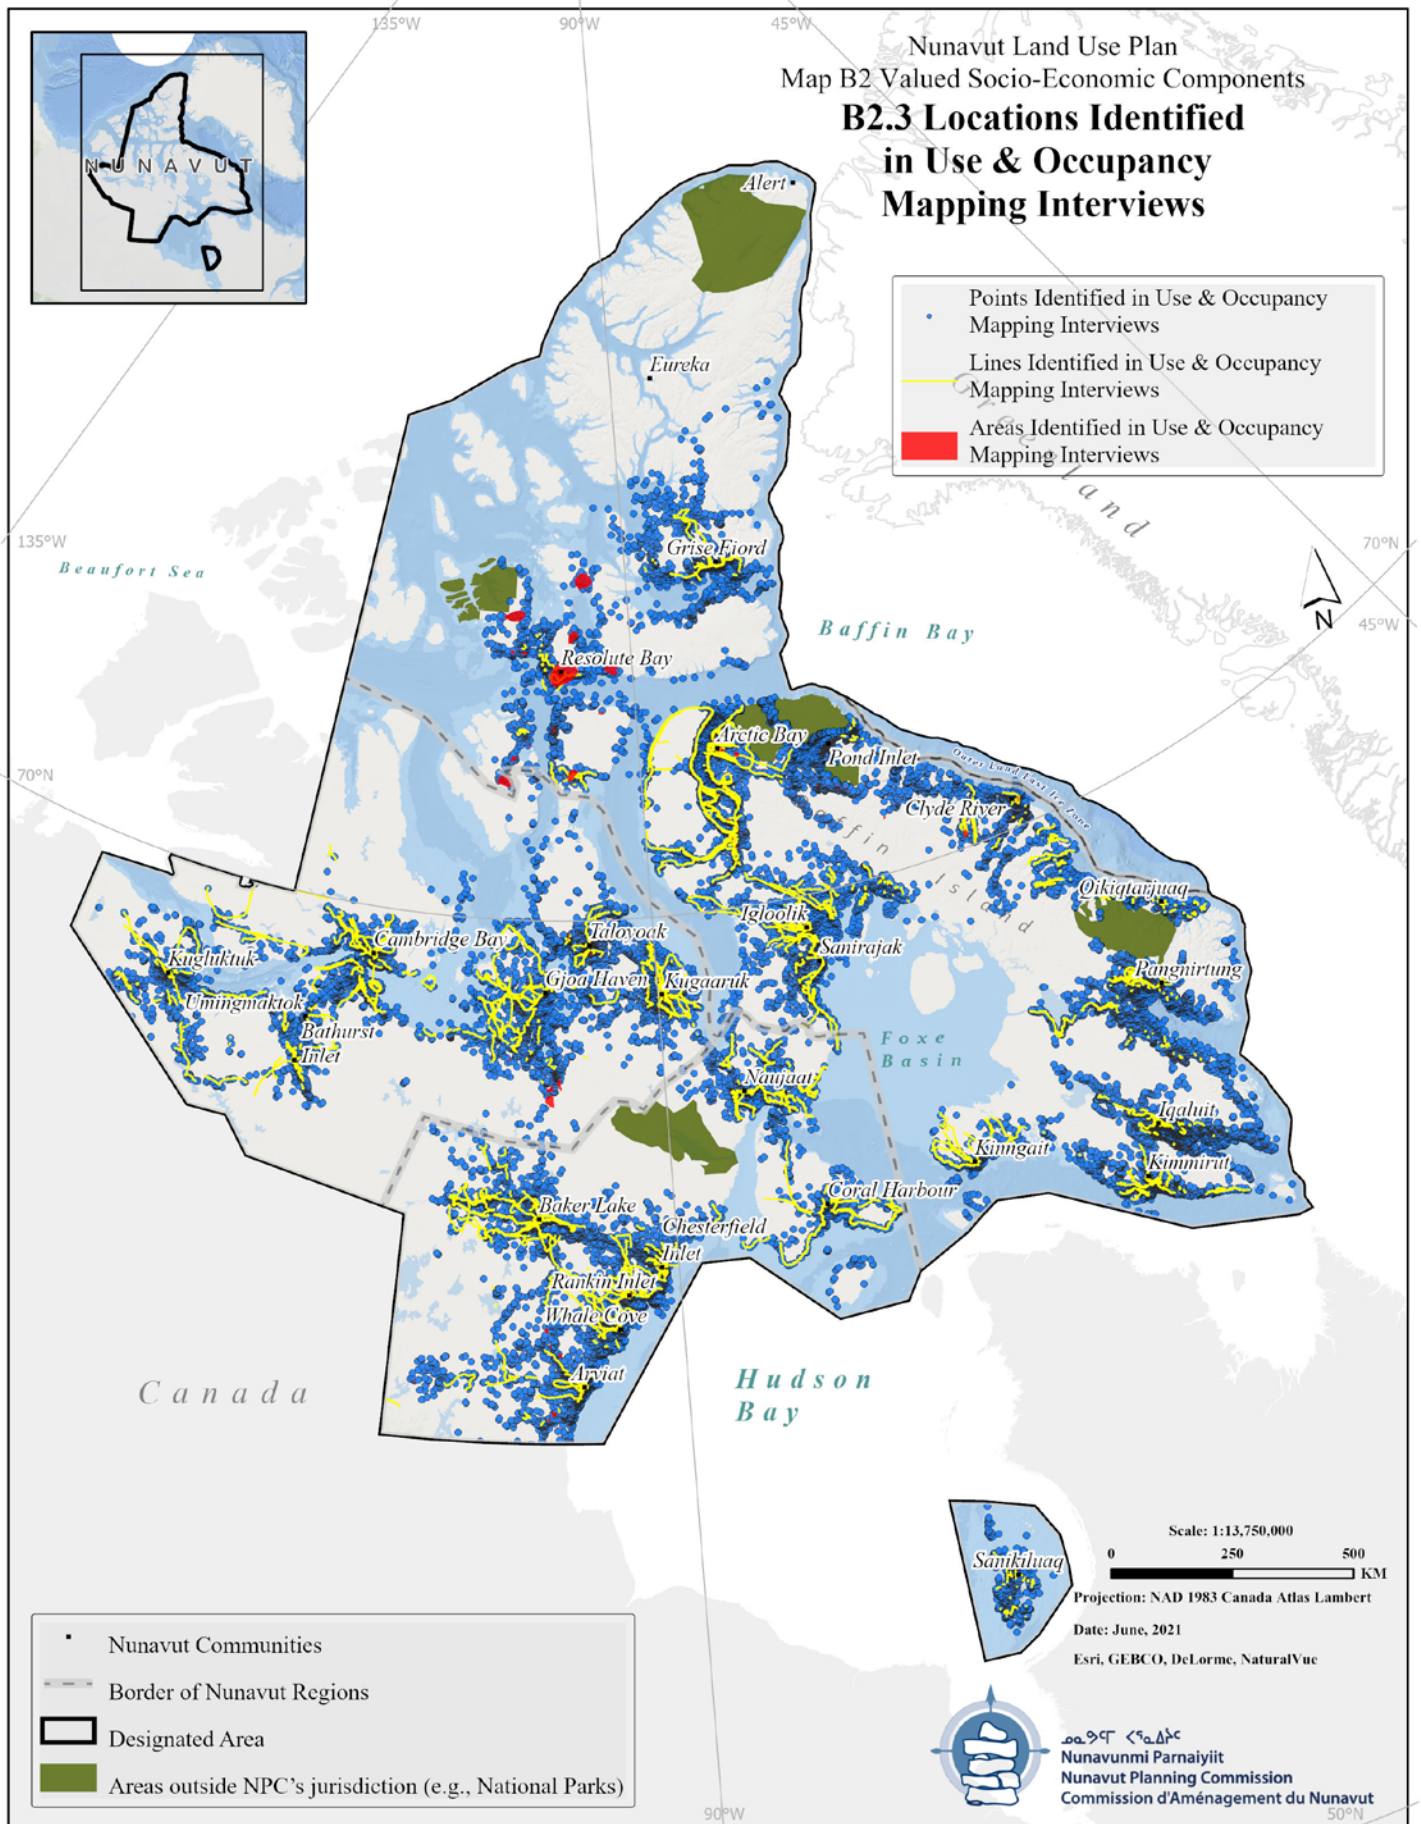 135°W
90°W
45°W
Nunavut Land Use Plan
Map B2 Valued Socio-Economic Components
B2.3 Locations Identified
in Use & Occupancy
Mapping Interviews
NUNAVUT
Points Identified in Use & Occupancy
Mapping Interviews
Lines Identified in Use & Occupancy
Mapping Interviews
Areas Identified in Use & Occupancy
Mapping Interviews
Greenland
Alert
Eureka
135°W
Beaufort Sea
Grise Fiord
70°N
45°W
N
Baffin Bay
Resolute Bay
Arctic Bay
Pond Inlet
Outer Land Fast Ice Zone
70°N
Clyde River
Baffin
Island
Qikiqtarjuaq
Igloolik
Taloyoak
Cambridge Bay
Sanirajak
Kugluktuk
Pangnirtung
Gjoa Haven
Kugaaruk
Umingmaktok
Bathurst
Inlet
Foxe
Basin
Naujaat
Iqaluit
Kinngait
Kimmirut
Coral Harbour
Baker Lake
Chesterfield
Inlet
Rankin Inlet
Whale Cove
Arviat
Canada
Hudson
Bay
Sanikiluaq
Scale: 1:13,750,000
0 250 500
KM
Projection: NAD 1983 Canada Atlas Lambert
Date: June, 2021
Esri, GEBCO, DeLorme, NaturalVue
Nunavut Communities
Border of Nunavut Regions
Designated Area
Areas outside NPC's jurisdiction (e.g., National Parks)
ᓄᓇᕗᒻᒥ ᐸᕐᓇᐃᔩᑦ
Nunavunmi Parnaiyiit
Nunavut Planning Commission
Commission d'Aménagement du Nunavut
90°W
50°N